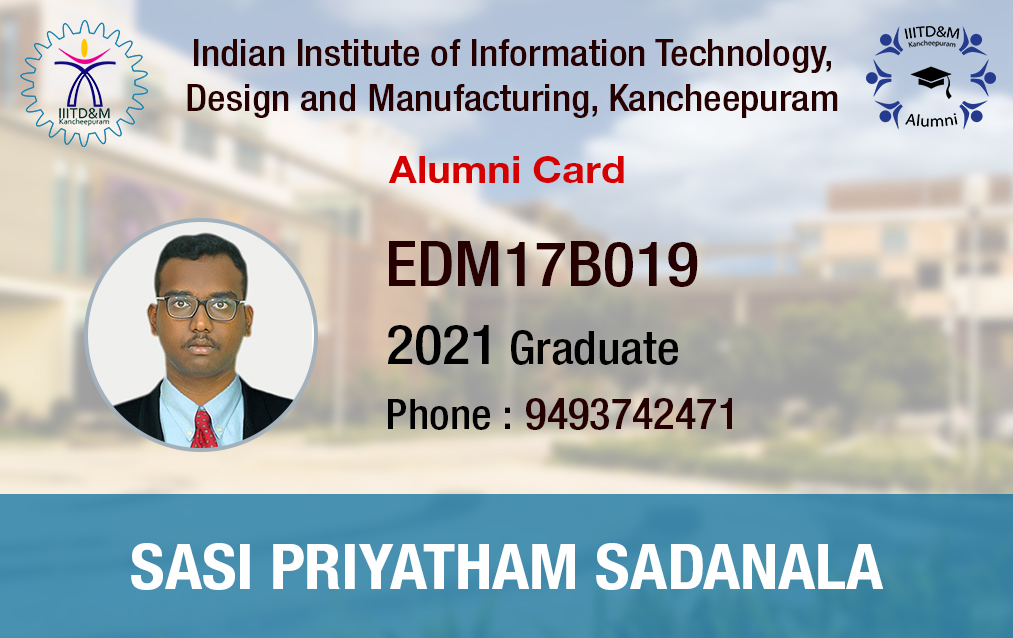 Indian Institute of Information Technology,
Design and Manufacturing, Kancheepuram
IIITD&M
Kancheepuram
IIITD&M
Kancheepuram
Alumni
Alumni Card
EDM17B019
2021 Graduate
Phone : 9493742471
SASI PRIYATHAM SADANALA